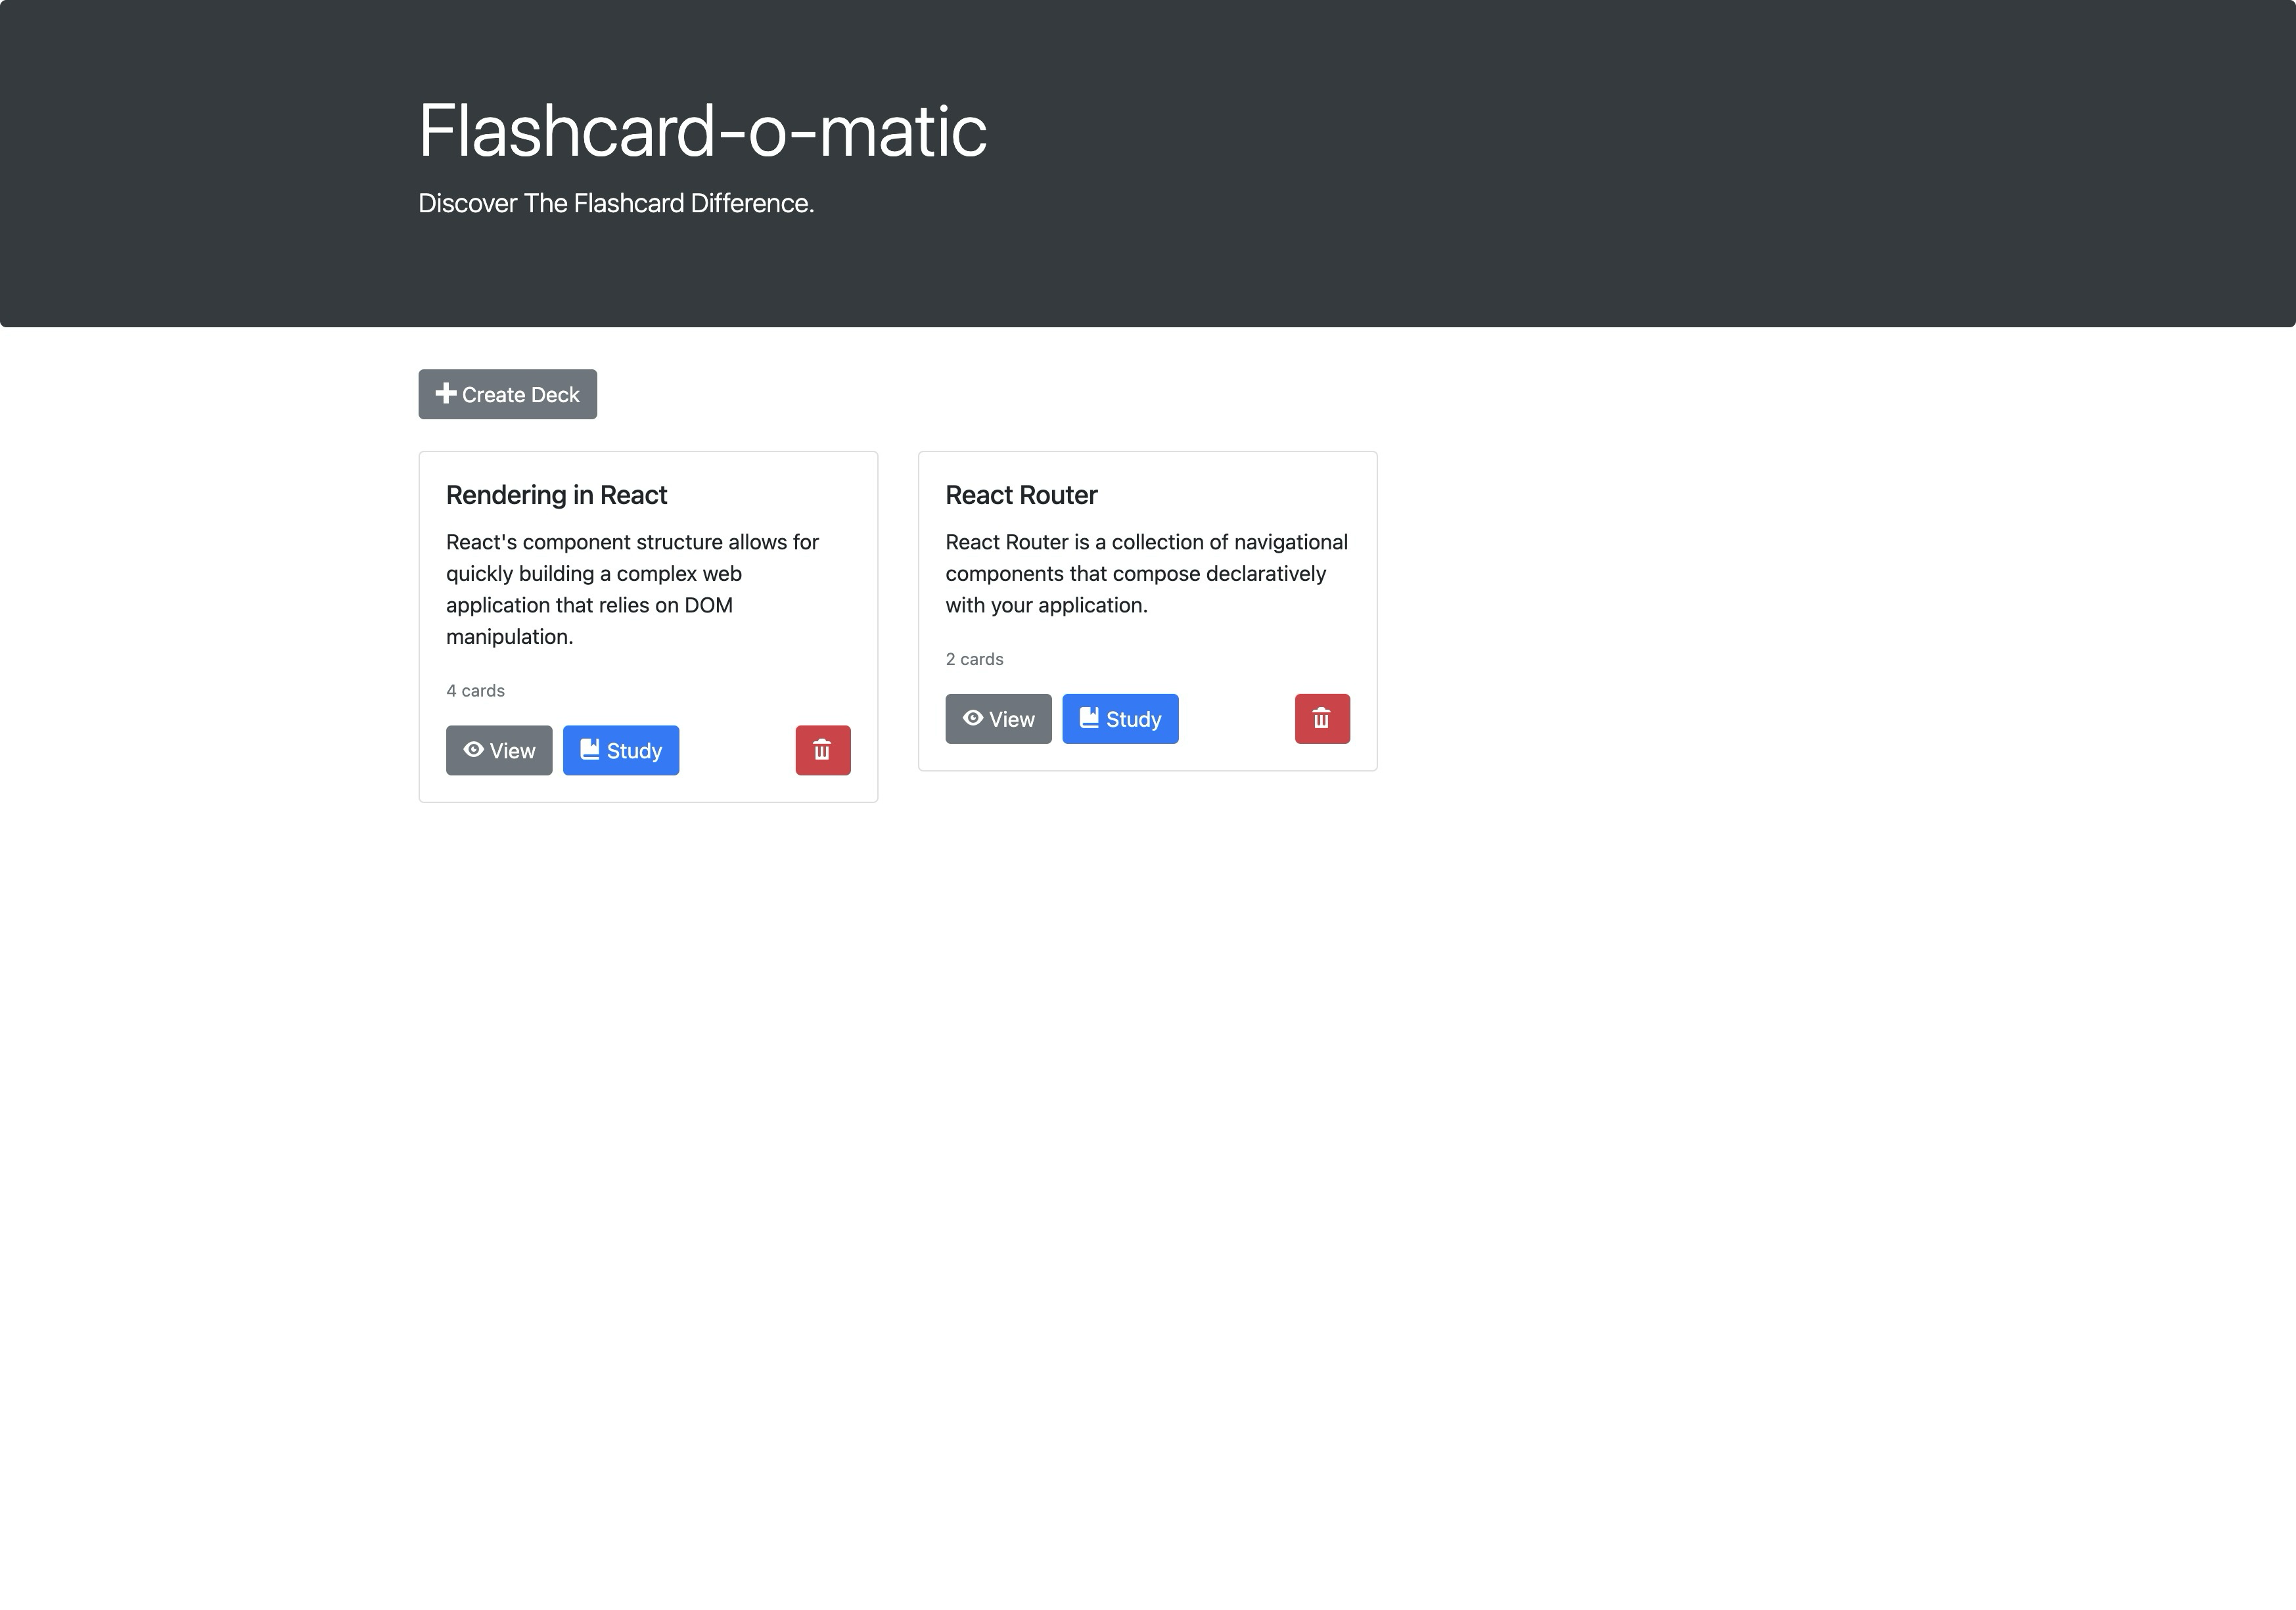 Flashcard-o-matic
Discover The Flashcard Difference.
Create Deck
Rendering in React
React's component structure allows for
quickly building a complex web
application that relies on DOM
manipulation.
4 cards
View
Study
React Router
React Router is a collection of navigational
components that compose declaratively
with your application.
2 cards
View
Study